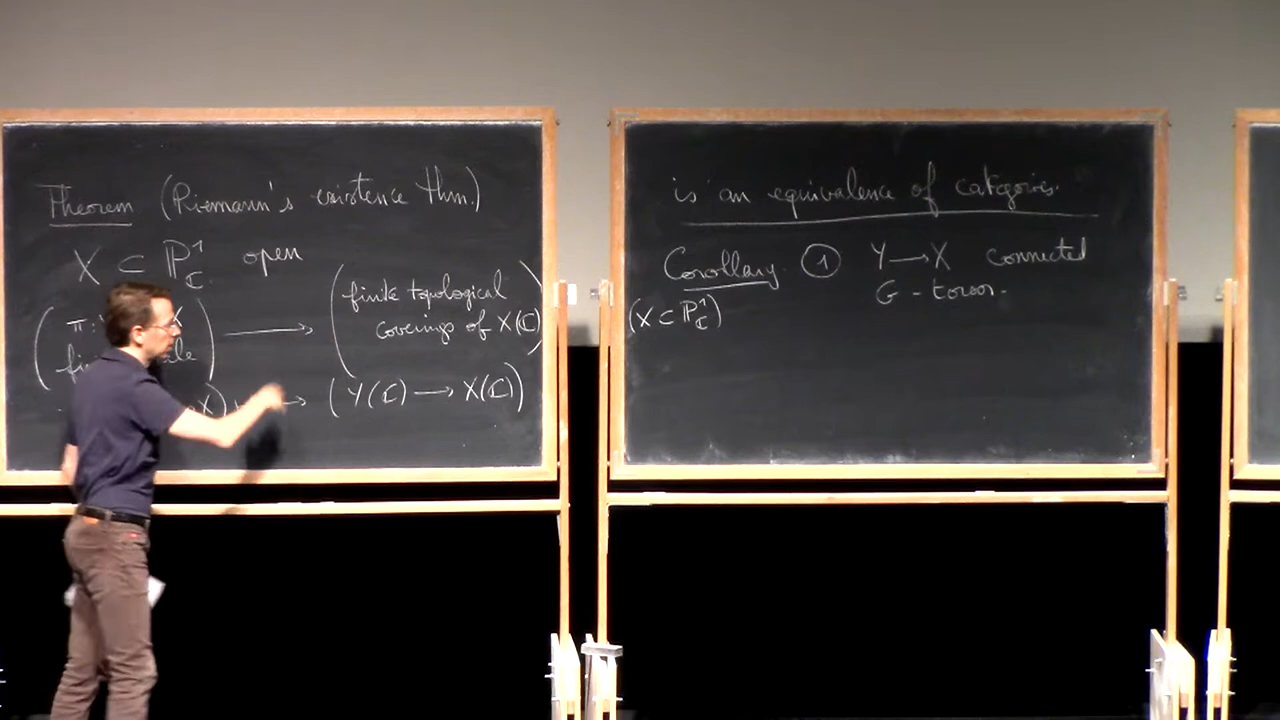 Theorem (Riemann's existence thm.)
X ⊂ ℙ¹_ℂ open
(π: X) ⟶ (finite topological
coverings of X(ℂ))
X) ⟶ (Y(ℂ) ⟶ X(ℂ))
is an equivalence of categories.
Corollary. ① Y ⟶ X connected
G - torsor.
(X ⊂ ℙ¹_ℂ)